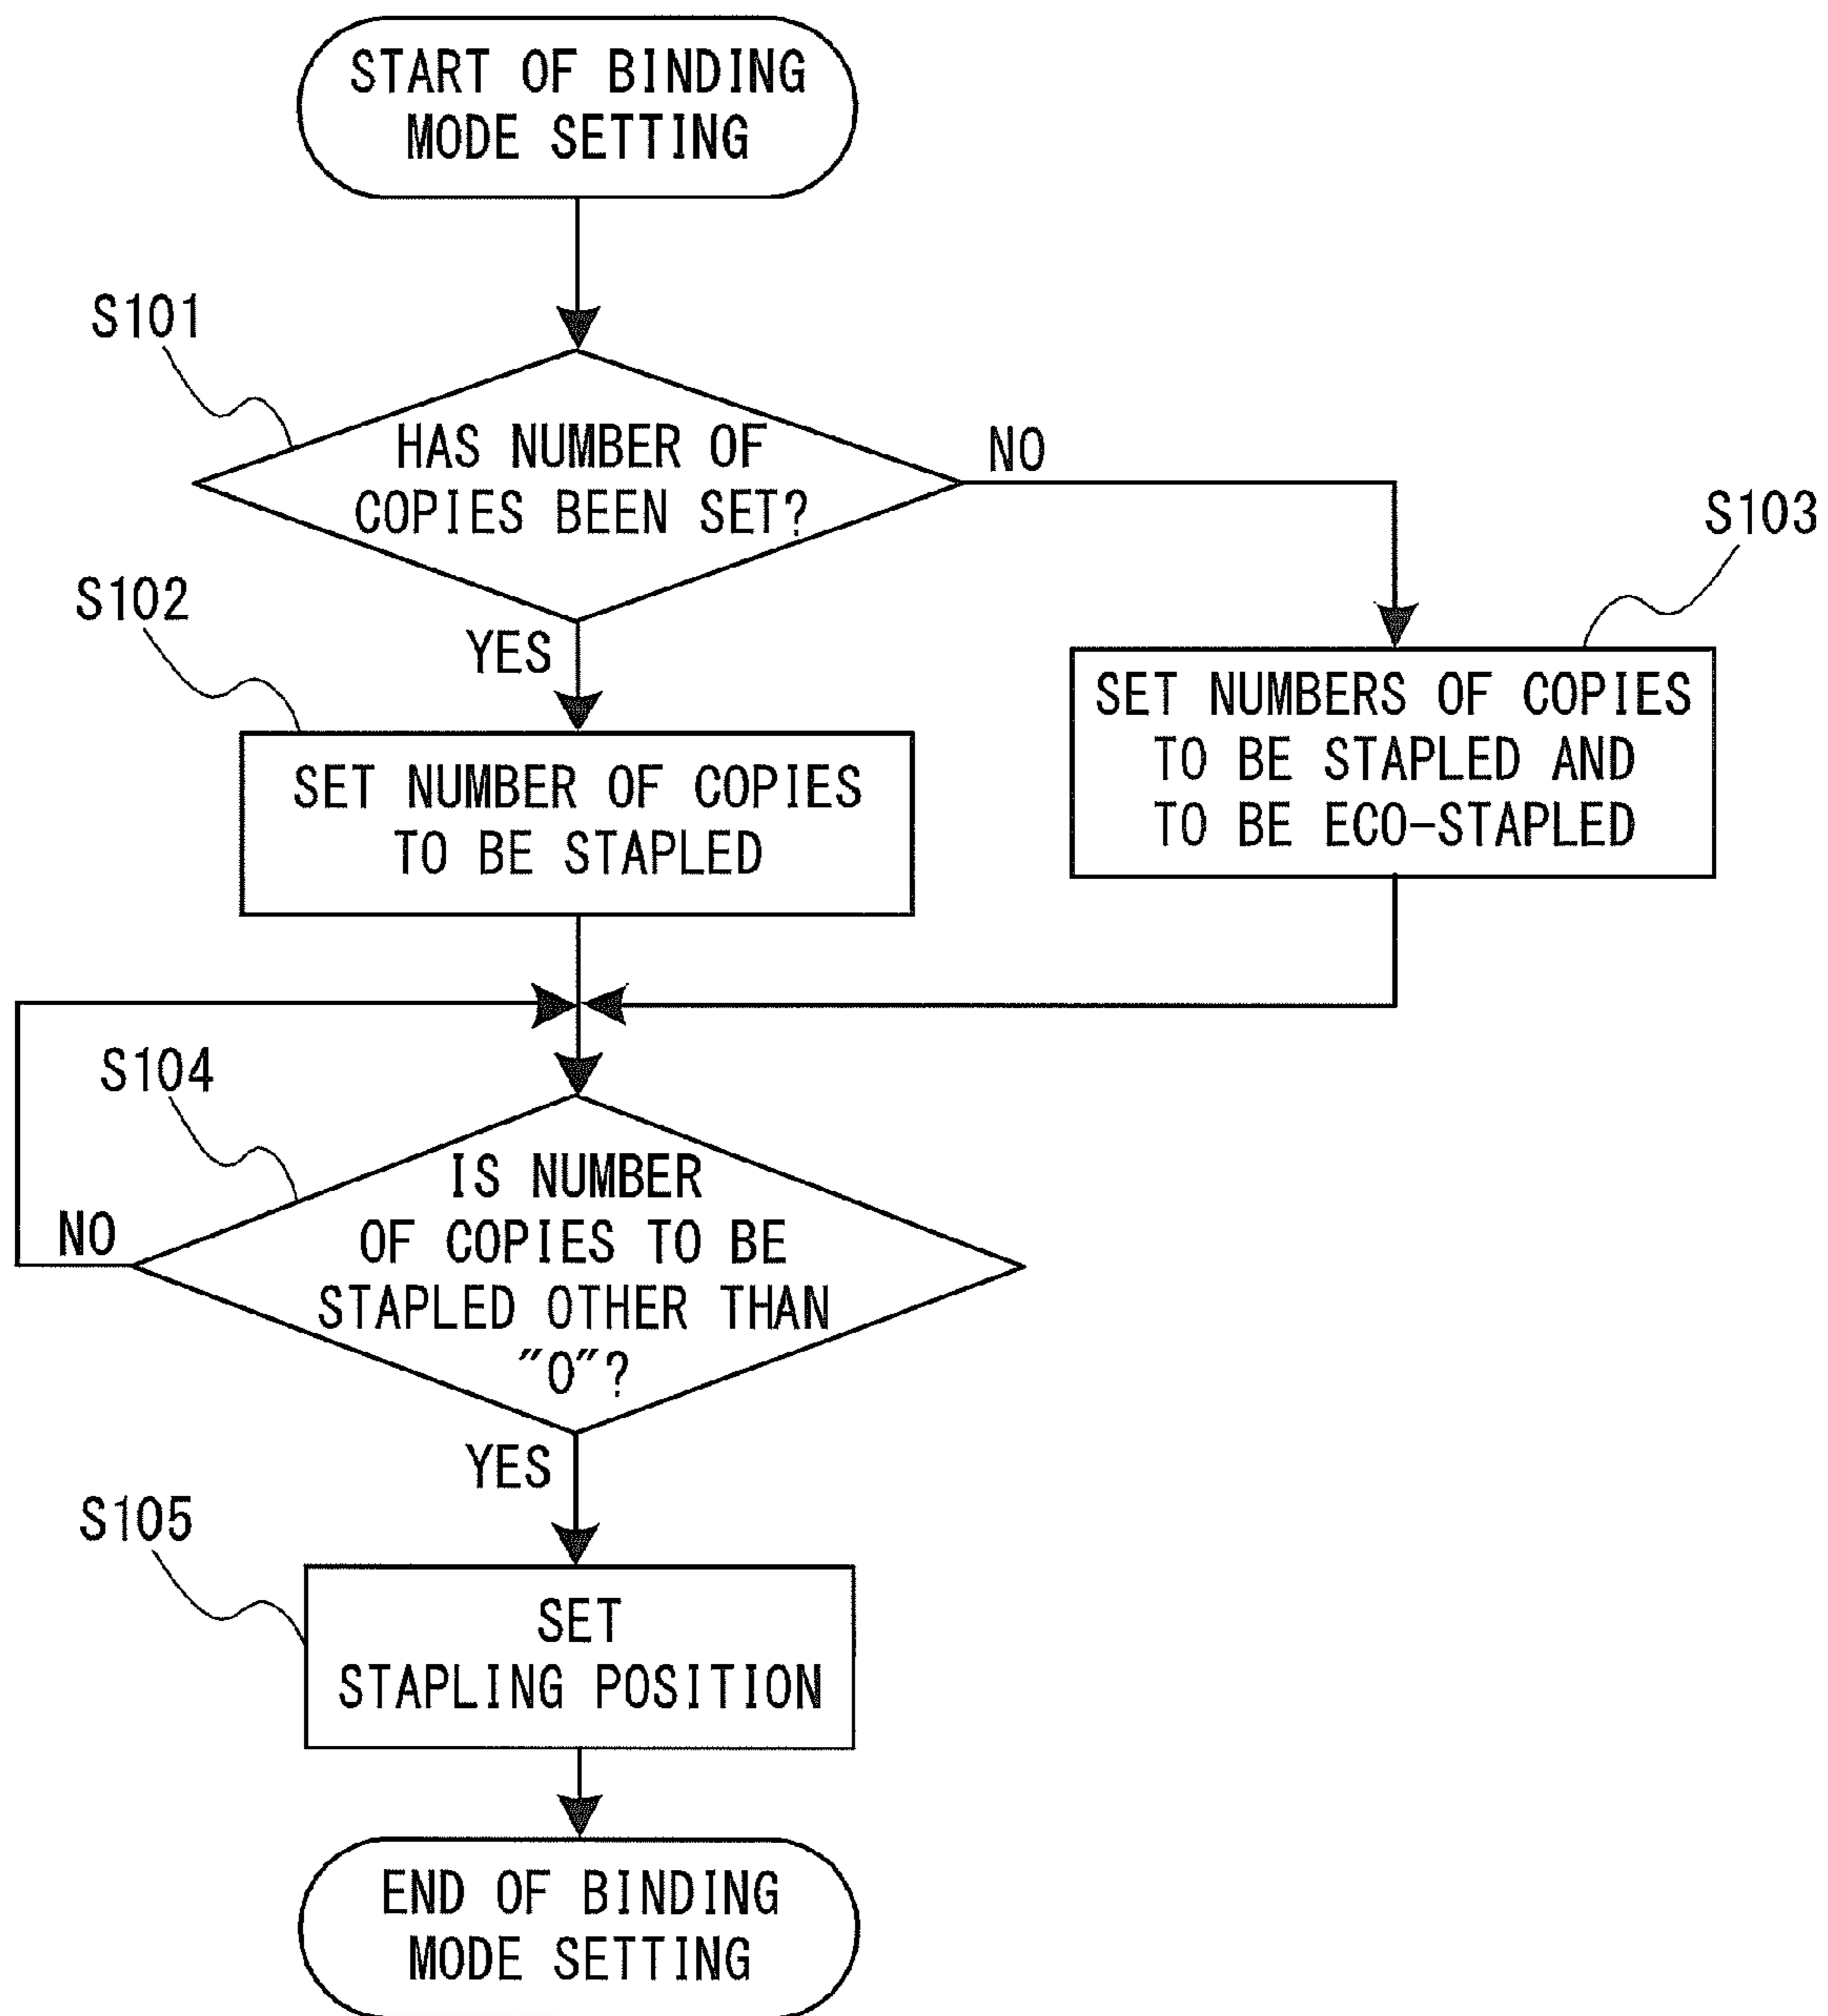 START OF BINDING
MODE SETTING
S101
HAS NUMBER OF
COPIES BEEN SET?
NO
S102
YES
SET NUMBER OF COPIES
TO BE STAPLED
S103
SET NUMBERS OF COPIES
TO BE STAPLED AND
TO BE ECO-STAPLED
S104
IS NUMBER
OF COPIES TO BE
STAPLED OTHER THAN
"0"?
NO
YES
S105
SET
STAPLING POSITION
END OF BINDING
MODE SETTING